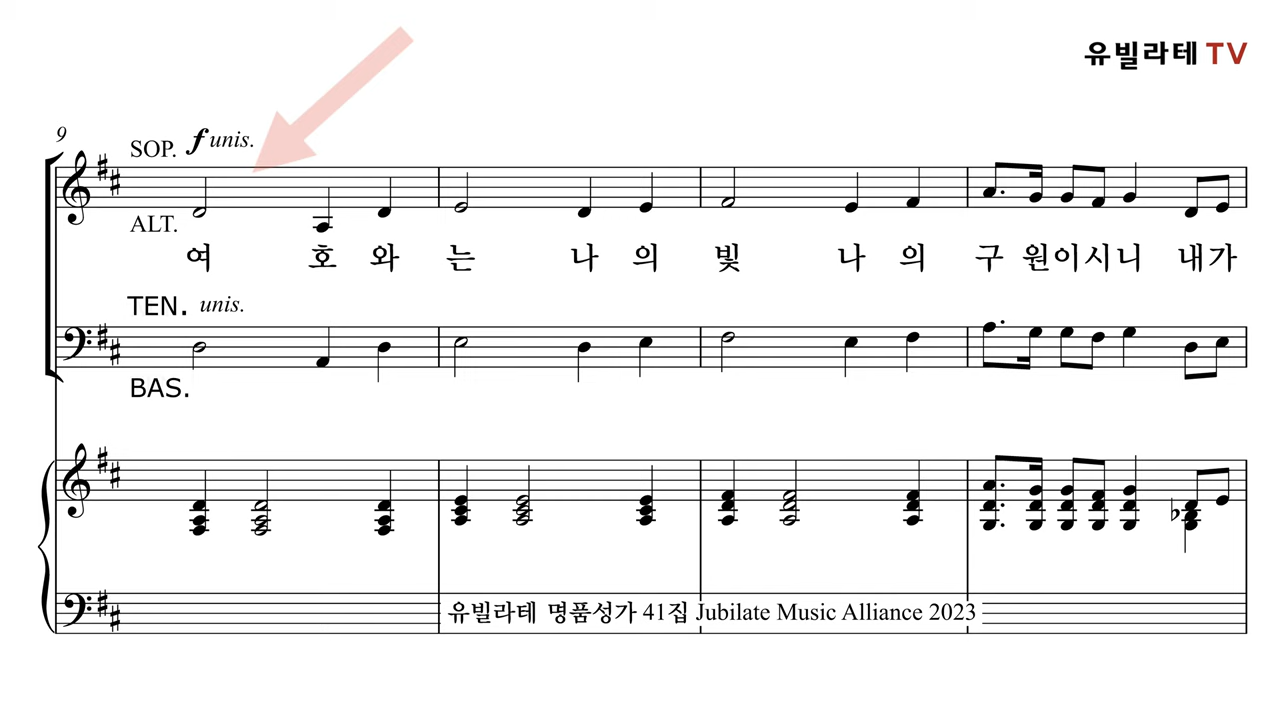 유빌라테 TV
9
SOP. f unis.
ALT.
여 호 와 는 나 의 빛 나 의 구 원이시니 내가
TEN. unis.
BAS.
유빌라테 명품성가 41집 Jubilate Music Alliance 2023